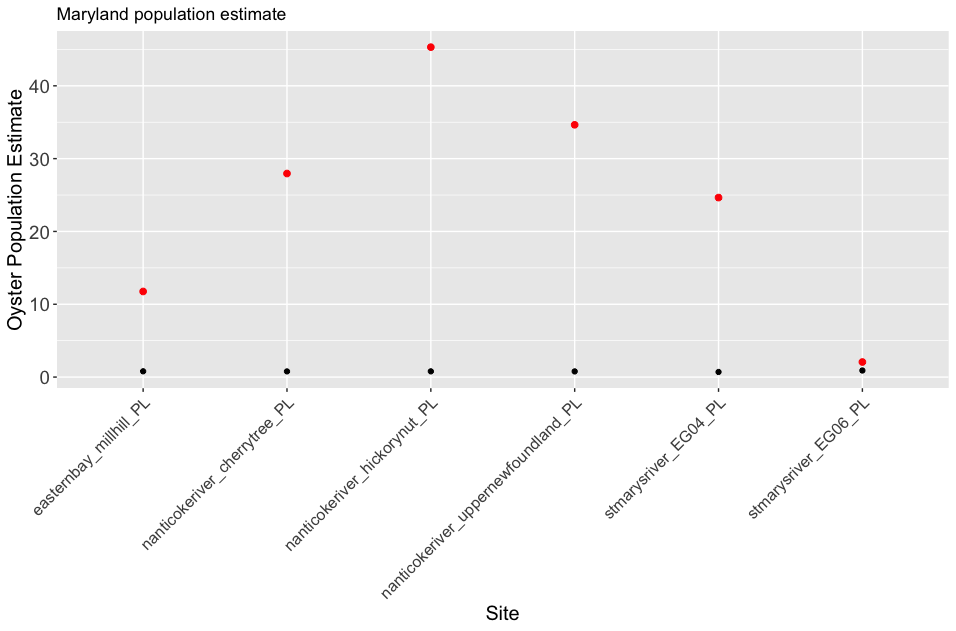 Maryland population estimate
Oyster Population Estimate
40
30
20
10
0
easternbay_millhill_PL
nanticokeriver_cherrytree_PL
nanticokeriver_hickorynut_PL
nanticokeriver_uppernewfoundland_PL
stmarysriver_EG04_PL
stmarysriver_EG06_PL
Site